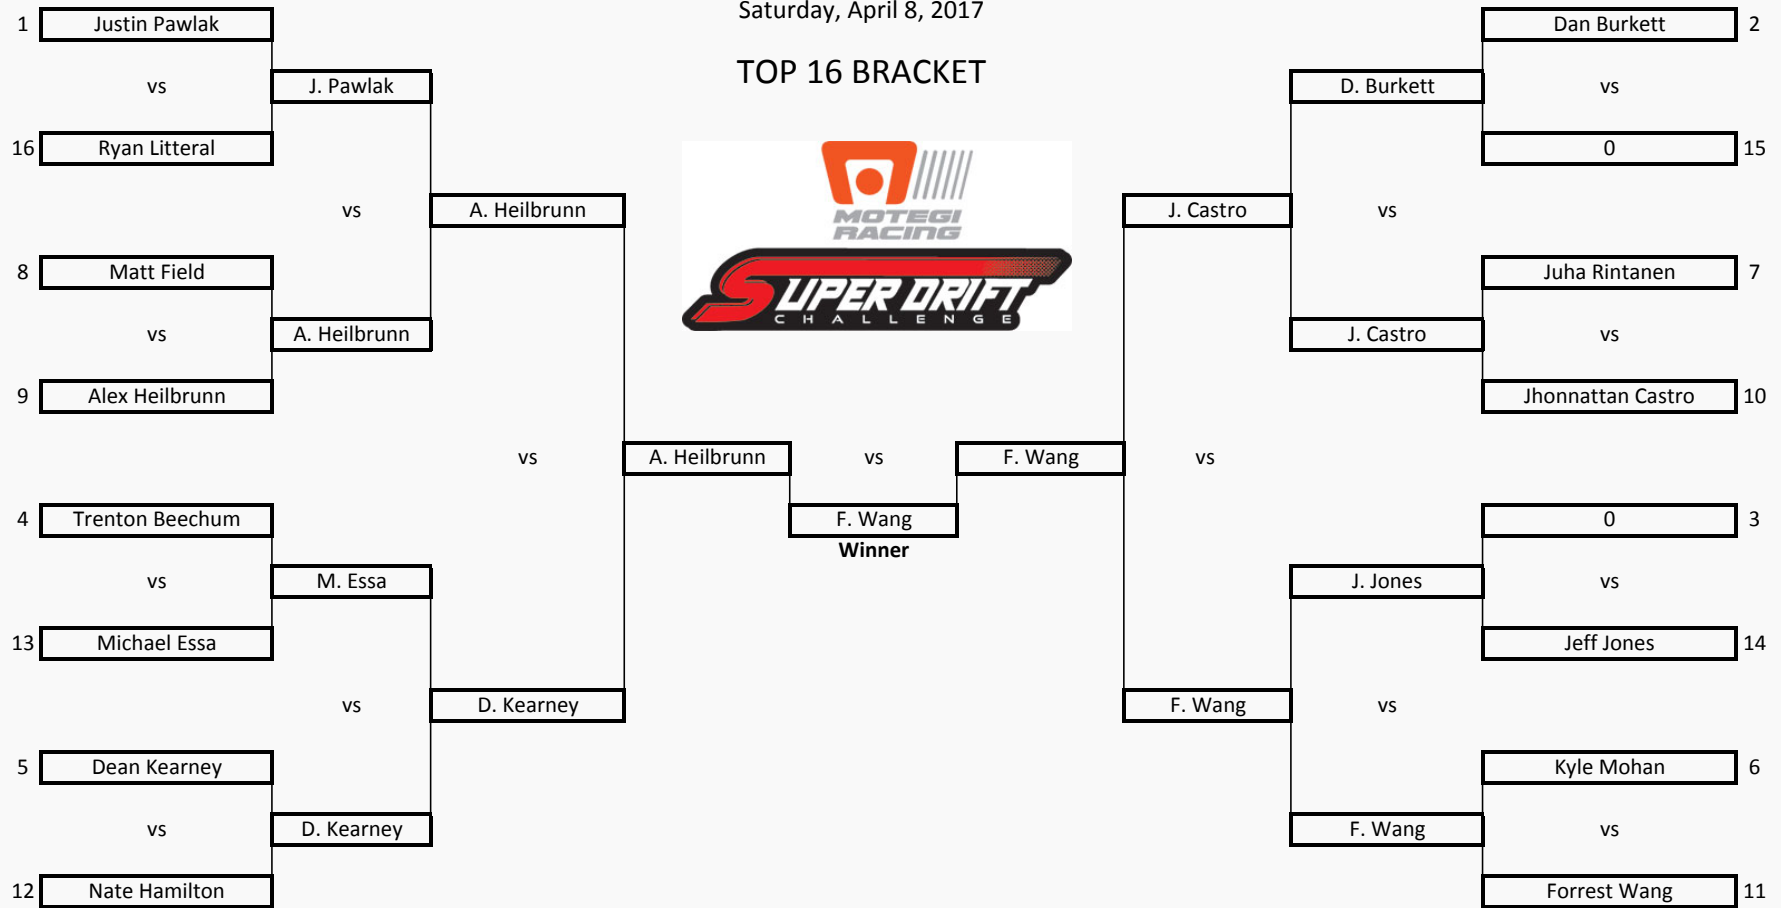 Saturday, April 8, 2017
1 Justin Pawlak Dan Burkett 2
TOP 16 BRACKET
vs J. Pawlak D. Burkett vs
16 Ryan Litteral 0 15
MOTEGI
RACING
vs A. Heilbrunn J. Castro vs
8 Matt Field Juha Rintanen 7
SUPER DRIFT
CHALLENGE
vs A. Heilbrunn J. Castro vs
9 Alex Heilbrunn Jhonnattan Castro 10
vs A. Heilbrunn vs F. Wang vs
4 Trenton Beechum F. Wang 0 3
Winner
vs M. Essa J. Jones vs
13 Michael Essa Jeff Jones 14
vs D. Kearney F. Wang vs
5 Dean Kearney Kyle Mohan 6
vs D. Kearney F. Wang vs
12 Nate Hamilton Forrest Wang 11